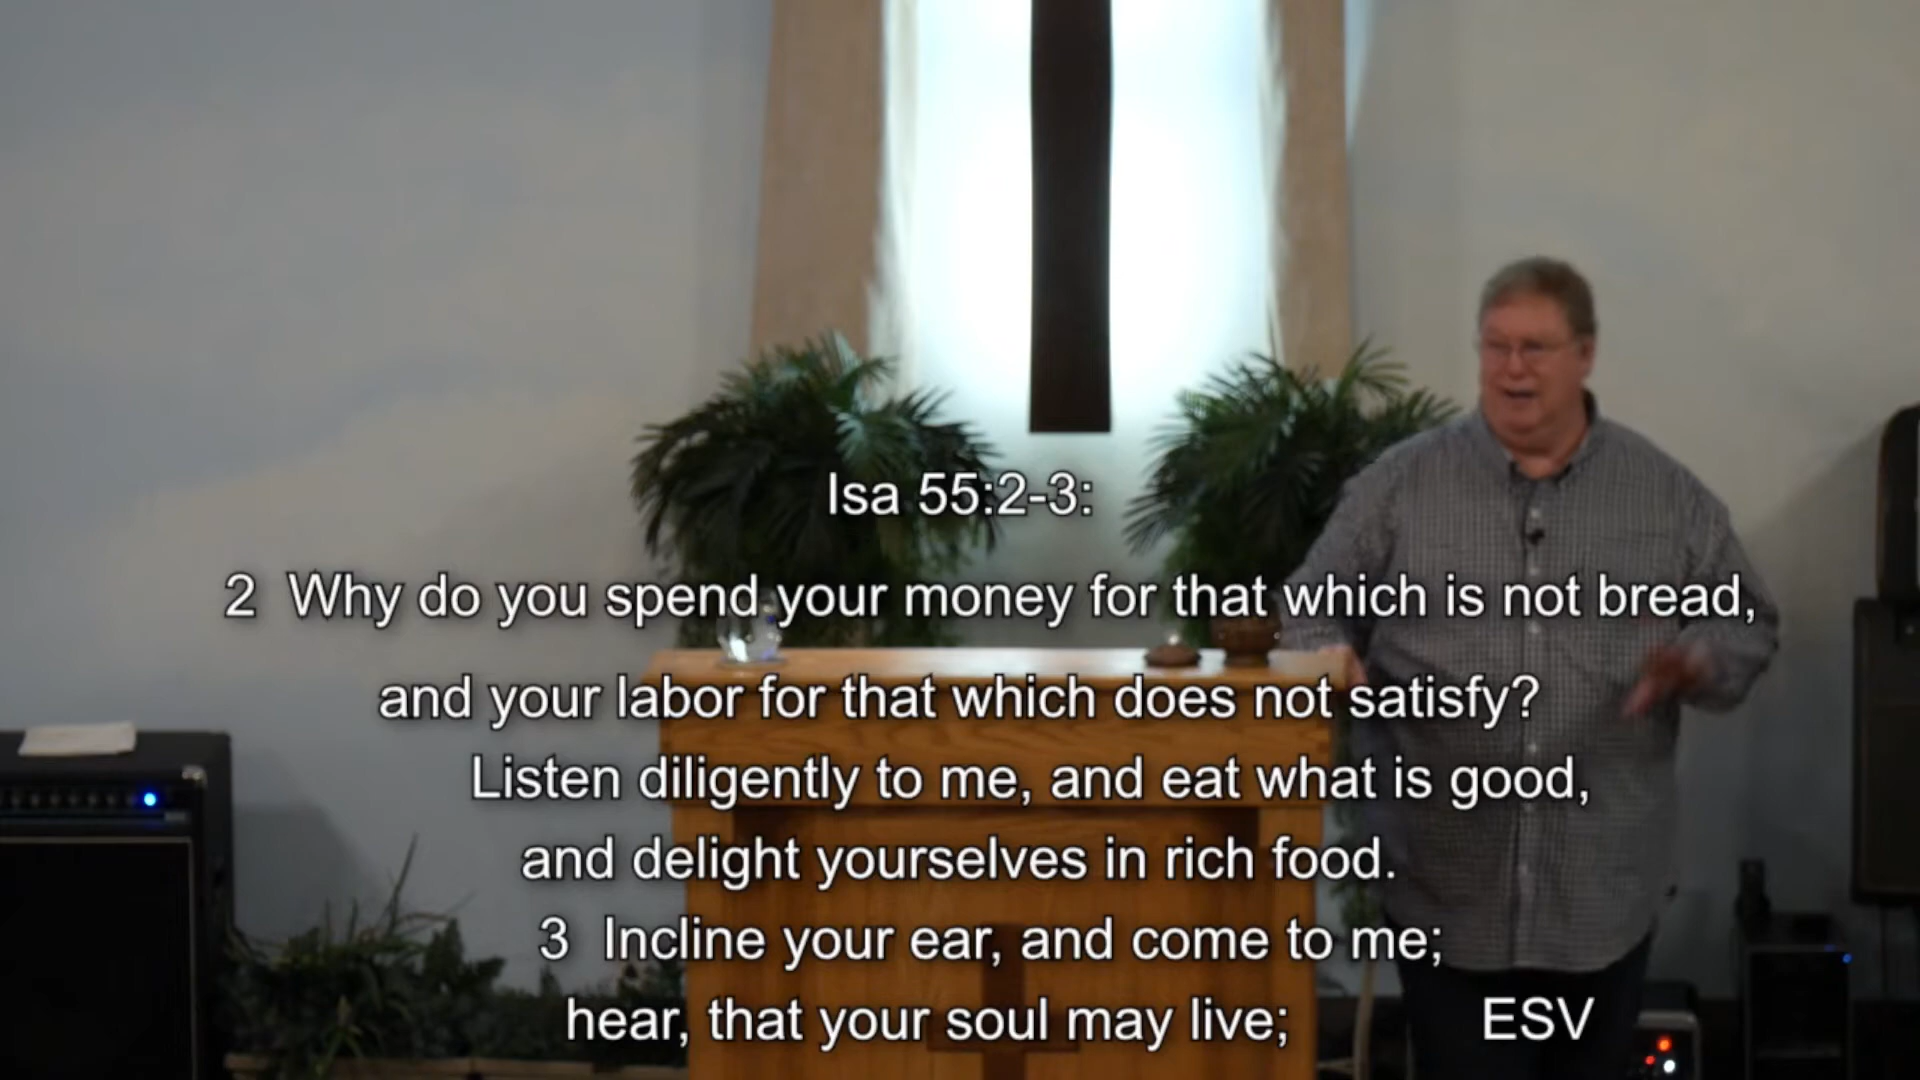 Isa 55:2-3:
2 Why do you spend your money for that which is not bread,
and your labor for that which does not satisfy?
Listen diligently to me, and eat what is good,
and delight yourselves in rich food.
3 Incline your ear, and come to me;
hear, that your soul may live; ESV